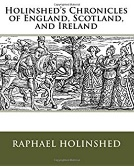 Holinshed's Chronicles
of England, Scotland,
and Ireland
RAPHAEL HOLINSHED